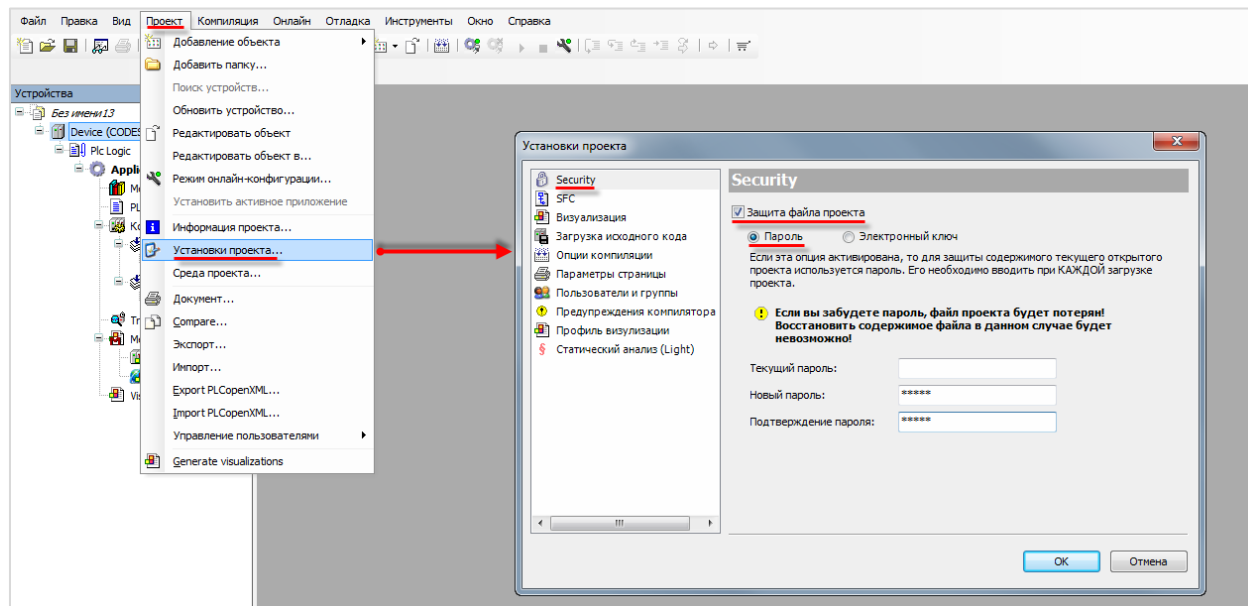 Файл Правка Вид Проект Компиляция Онлайн Отладка Инструменты Окно Справка
Устройства
Без имени13
Device (CODES
Plc Logic
Appli
Tr
Vi
Добавление объекта
Добавить папку...
Поиск устройств...
Обновить устройство...
Редактировать объект
Редактировать объект в...
Режим онлайн-конфигурации...
Установить активное приложение
Информация проекта...
Установки проекта...
Среда проекта...
Документ...
Compare...
Экспорт...
Импорт...
Export PLCopenXML...
Import PLCopenXML...
Управление пользователями
Generate visualizations
Установки проекта
Security
SFC
Визуализация
Загрузка исходного кода
Опции компиляции
Параметры страницы
Пользователи и группы
Предупреждения компилятора
Профиль визулизации
Статический анализ (Light)
Security
Защита файла проекта
Пароль Электронный ключ
Если эта опция активирована, то для защиты содержимого текущего открытого
проекта используется пароль. Его необходимо вводить при КАЖДОЙ загрузке
проекта.
Если вы забудете пароль, файл проекта будет потерян!
Восстановить содержимое файла в данном случае будет
невозможно!
Текущий пароль:
Новый пароль: *****
Подтверждение пароля: *****
OK Отмена